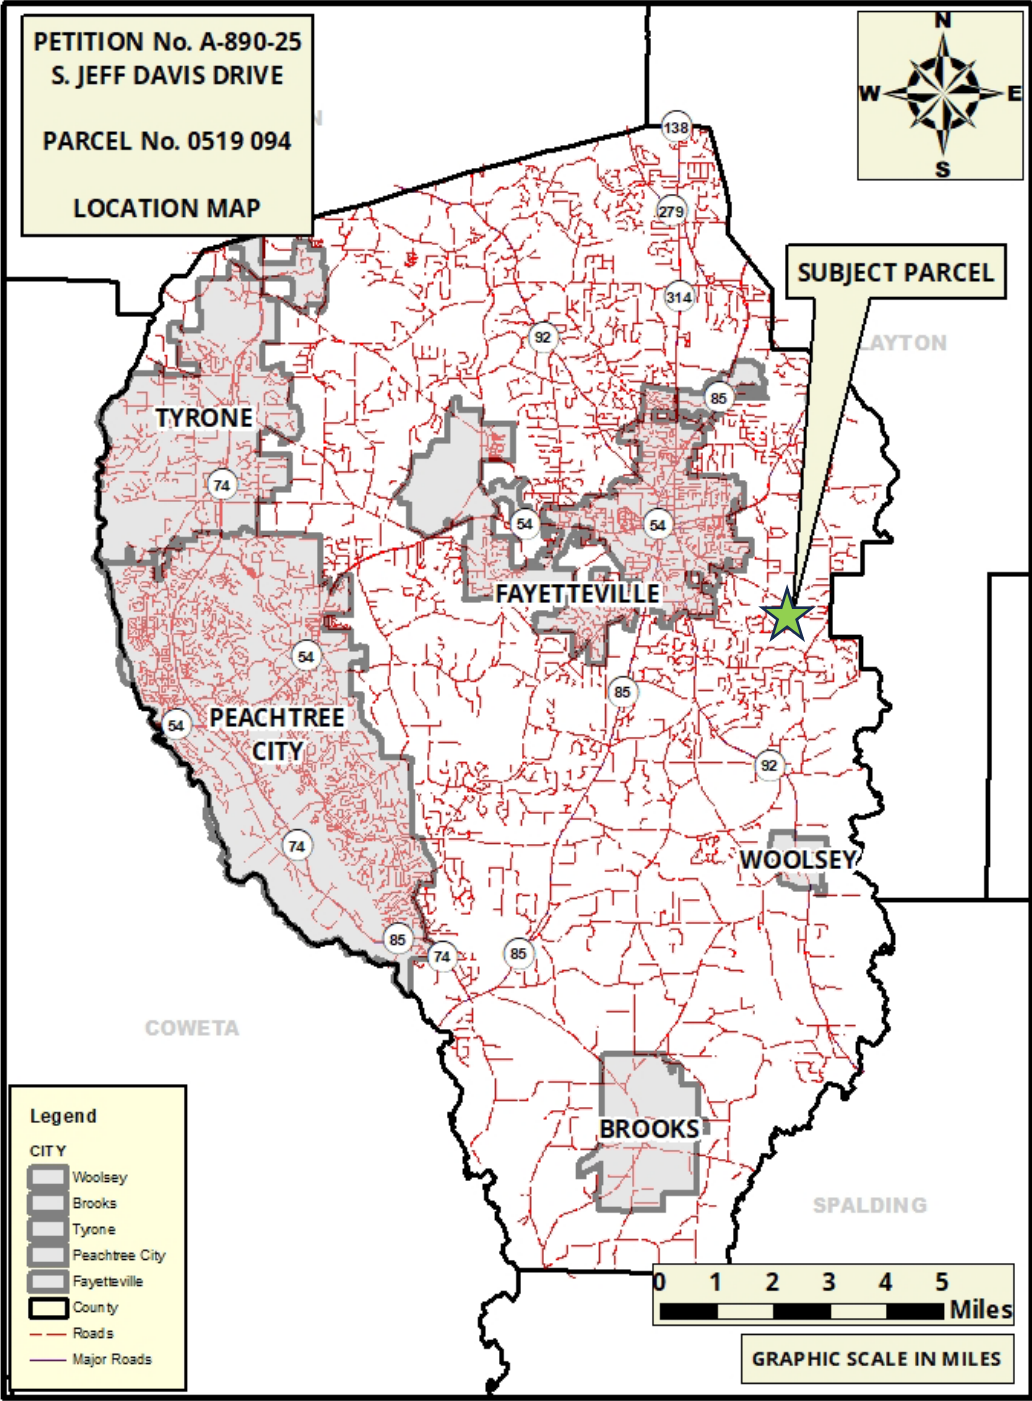 PETITION No. A-890-25
S. JEFF DAVIS DRIVE
PARCEL No. 0519 094
LOCATION MAP
N
W
E
S
N
138
279
SUBJECT PARCEL
314
92
AYTON
85
TYRONE
74
54
54
FAYETTEVILLE
54
85
PEACHTREE
CITY
54
92
74
WOOLSEY
85
74
85
COWETA
BROOKS
SPALDING
Legend
CITY
Woolsey
Brooks
Tyrone
Peachtree City
Fayetteville
County
Roads
Major Roads
0 1 2 3 4 5
Miles
GRAPHIC SCALE IN MILES